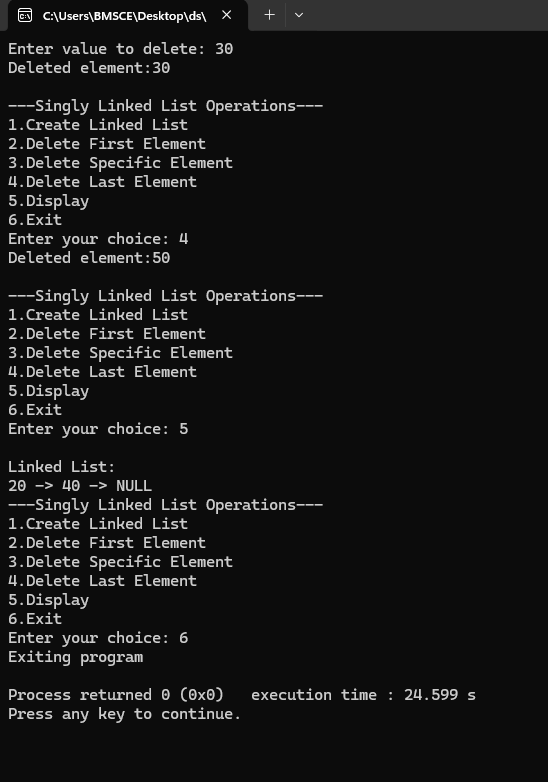 C:\Users\BMSCE\Desktop\ds\
Enter value to delete: 30
Deleted element:30
---Singly Linked List Operations---
1.Create Linked List
2.Delete First Element
3.Delete Specific Element
4.Delete Last Element
5.Display
6.Exit
Enter your choice: 4
Deleted element:50
---Singly Linked List Operations---
1.Create Linked List
2.Delete First Element
3.Delete Specific Element
4.Delete Last Element
5.Display
6.Exit
Enter your choice: 5
Linked List:
20 -> 40 -> NULL
---Singly Linked List Operations---
1.Create Linked List
2.Delete First Element
3.Delete Specific Element
4.Delete Last Element
5.Display
6.Exit
Enter your choice: 6
Exiting program
Process returned 0 (0x0)   execution time : 24.599 s
Press any key to continue.